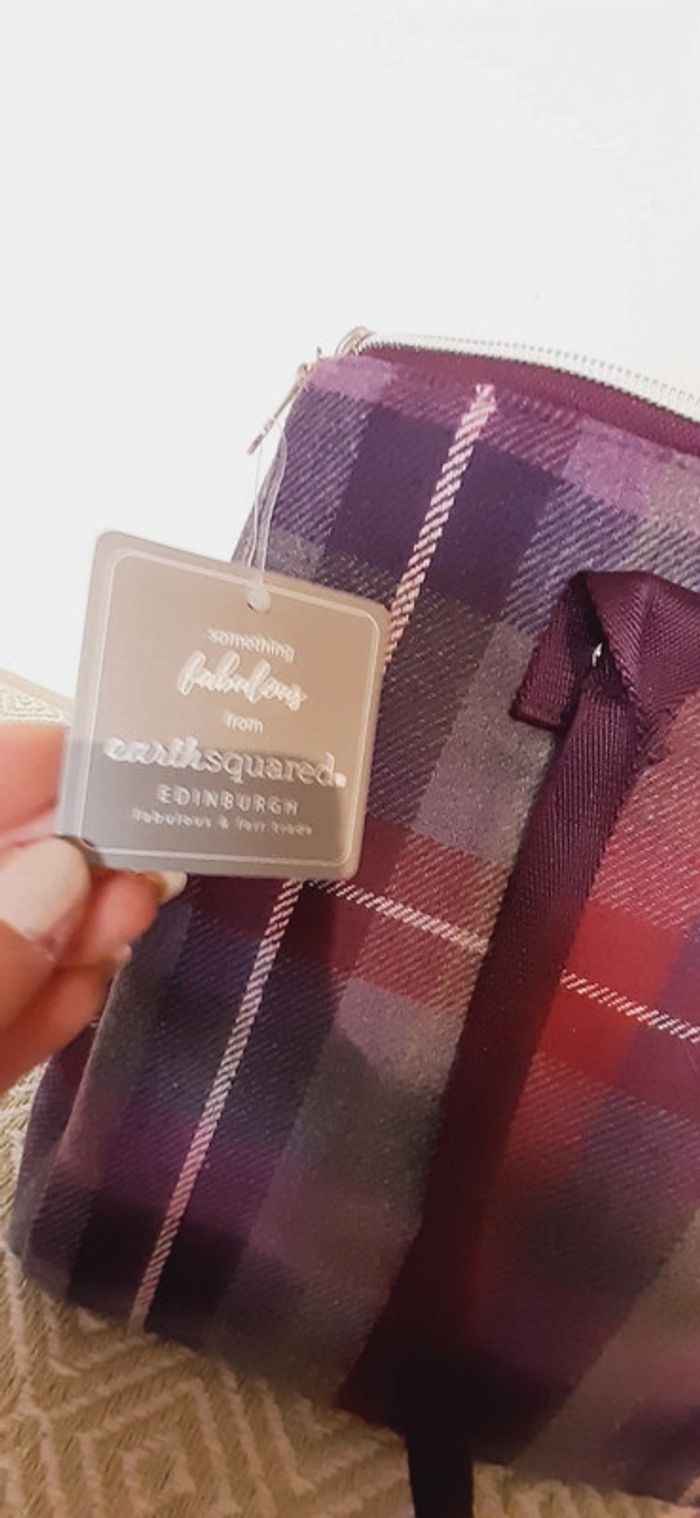 something
fabulous
from
earthsquared.
EDINBURGH
fabulous & fair trade